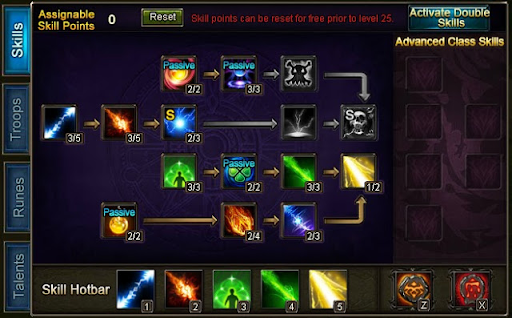 Assignable
Skill Points
0
Reset
Skill points can be reset for free prior to level 25.
Activate Double
Skills
Advanced Class Skills
Skills
Troops
Runes
Talents
Passive
2/2
Passive
3/3
3/5
3/5
S
2/3
S
3/3
Passive
2/2
3/3
1/2
Passive
2/2
2/4
2/3
Skill Hotbar
1
2
3
4
5
Z
X